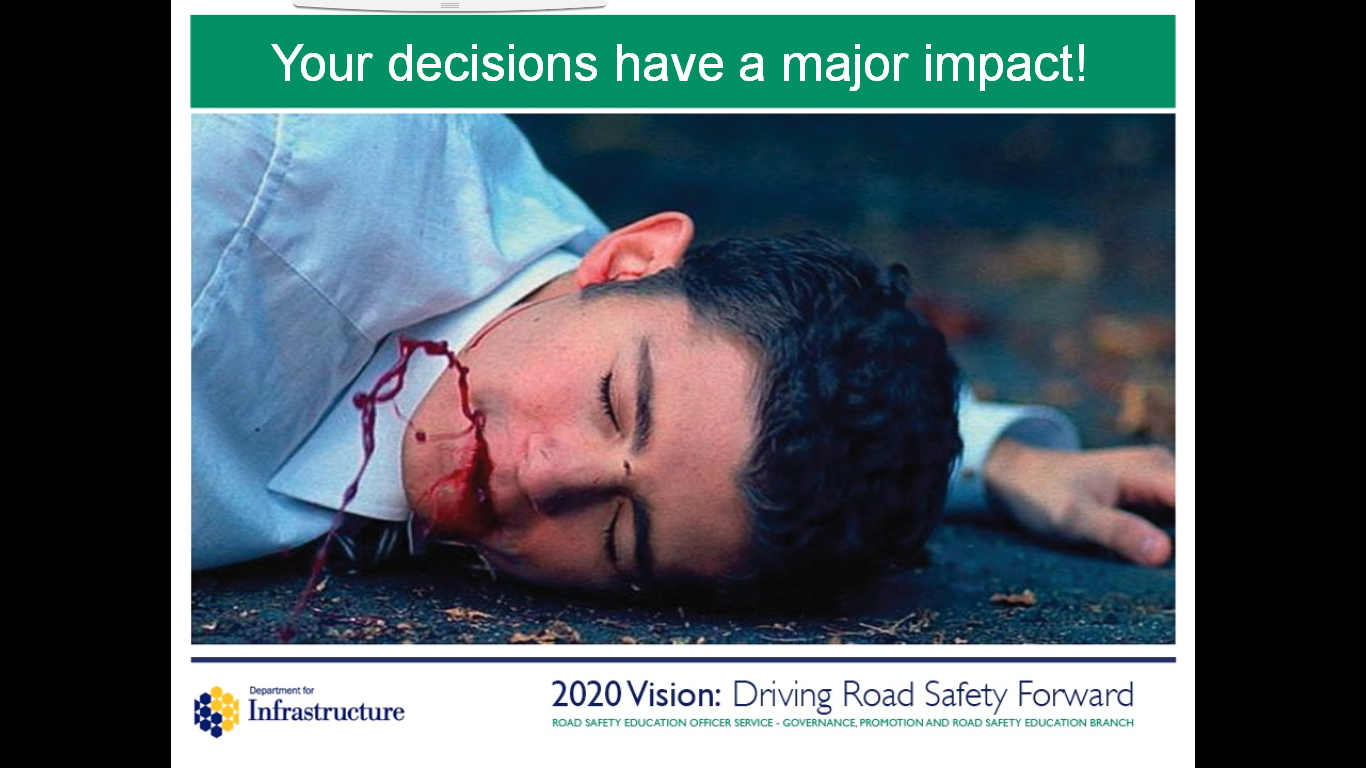 Your decisions have a major impact!
Department for
Infrastructure
2020 Vision: Driving Road Safety Forward
ROAD SAFETY EDUCATION OFFICER SERVICE - GOVERNANCE, PROMOTION AND ROAD SAFETY EDUCATION BRANCH